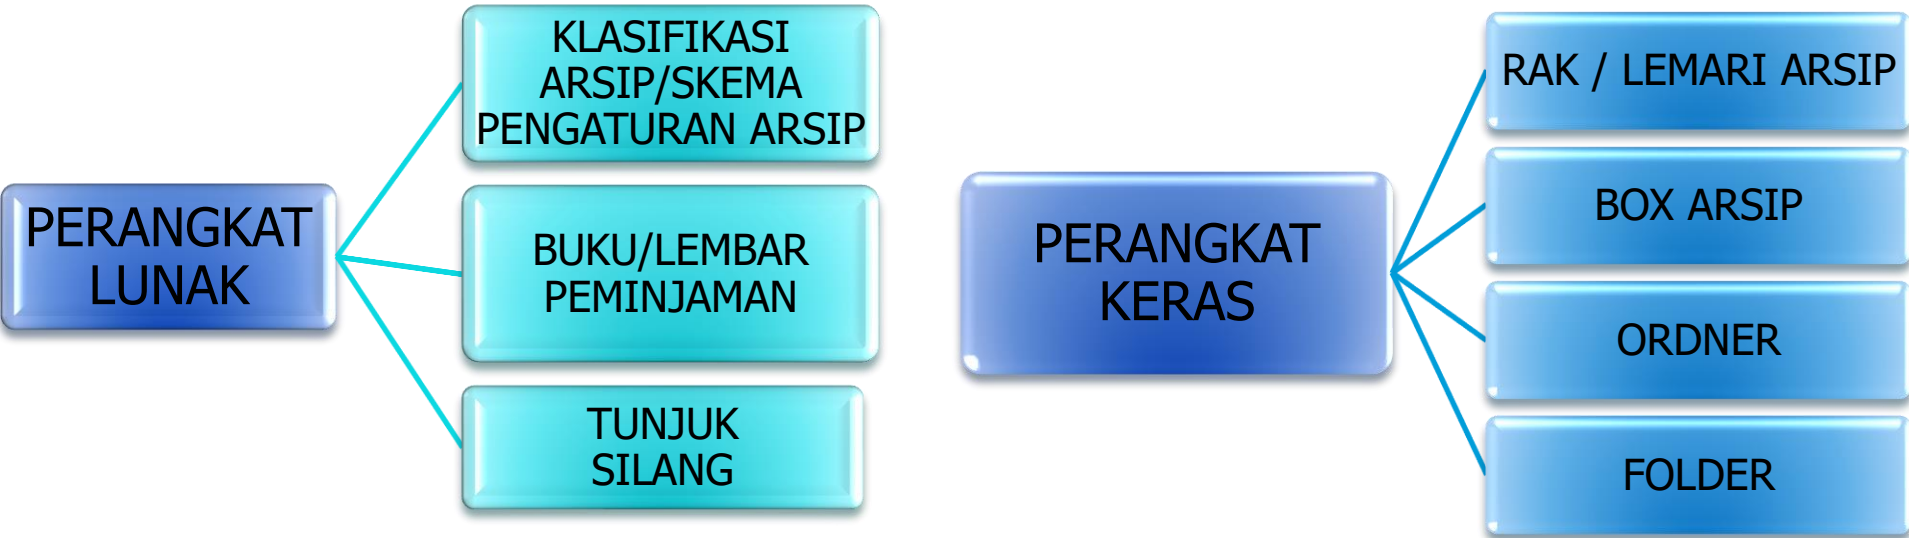 PERANGKAT
LUNAK
KLASIFIKASI
ARSIP/SKEMA
PENGATURAN ARSIP
BUKU/LEMBAR
PEMINJAMAN
TUNJUK
SILANG
PERANGKAT
KERAS
RAK / LEMARI ARSIP
BOX ARSIP
ORDNER
FOLDER